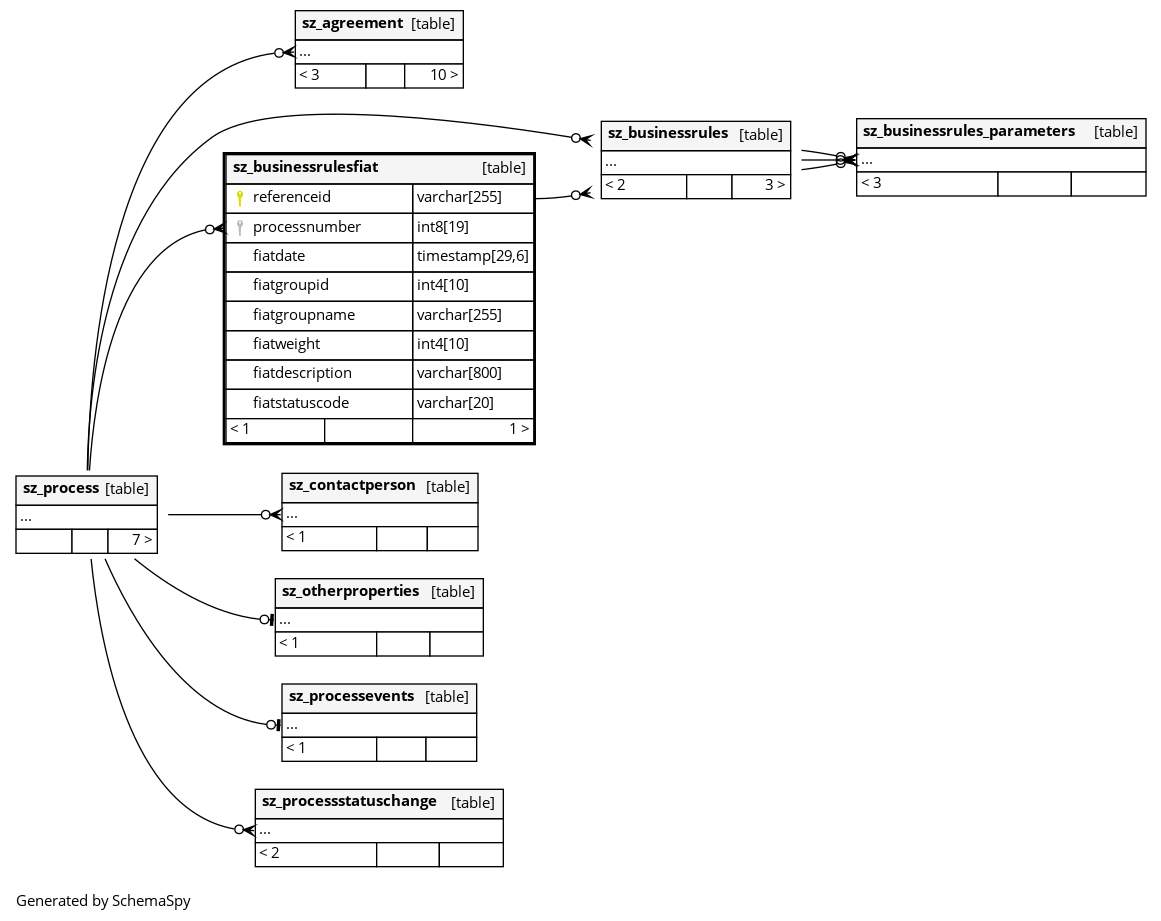 sz_agreement [table]
...
< 3 10 >
sz_businessrules [table]
...
< 2 3 >
sz_businessrules_parameters [table]
...
< 3
sz_businessrulesfiat [table]
referenceid varchar[255]
processnumber int8[19]
fiatdate timestamp[29,6]
fiatgroupid int4[10]
fiatgroupname varchar[255]
fiatweight int4[10]
fiatdescription varchar[800]
fiatstatuscode varchar[20]
< 1 1 >
sz_process [table]
...
7 >
sz_contactperson [table]
...
< 1
sz_otherproperties [table]
...
< 1
sz_processevents [table]
...
< 1
sz_processstatuschange [table]
...
< 2
Generated by SchemaSpy